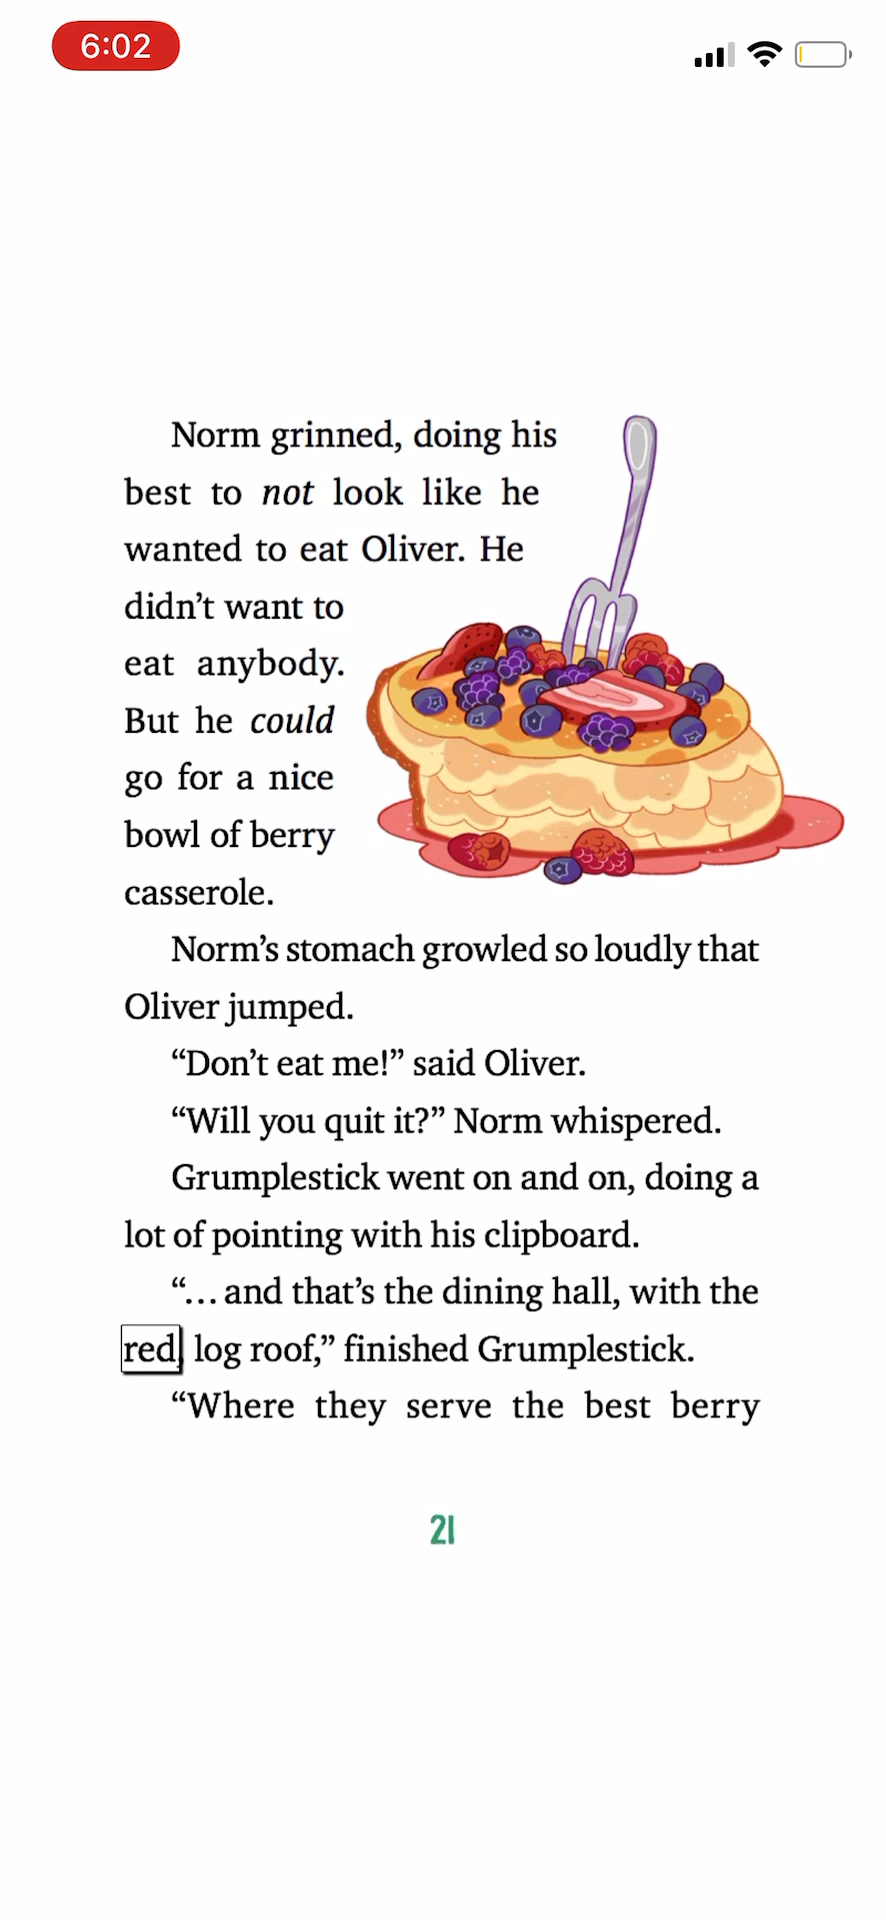 6:02
Norm grinned, doing his
best to not look like he
wanted to eat Oliver. He
didn’t want to
eat anybody.
But he could
go for a nice
bowl of berry
casserole.
Norm’s stomach growled so loudly that
Oliver jumped.
“Don’t eat me!” said Oliver.
“Will you quit it?” Norm whispered.
Grumplestick went on and on, doing a
lot of pointing with his clipboard.
“… and that’s the dining hall, with the
red, log roof,” finished Grumplestick.
“Where they serve the best berry
21